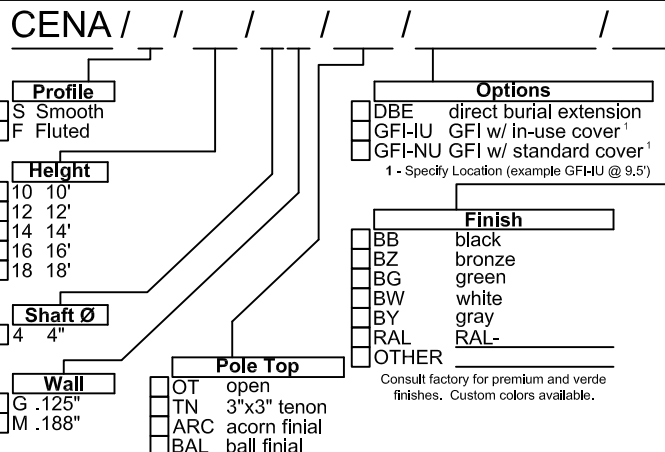 CENA / / / / / /
Profile
S Smooth
F Fluted
Height
10 10'
12 12'
14 14'
16 16'
18 18'
Shaft Ø
4 4"
Wall
G .125"
M .188"
Pole Top
OT open
TN 3"x3" tenon
ARC acorn finial
BAL ball finial
Options
DBE direct burial extension
GFI-IU GFI w/ in-use cover 1
GFI-NU GFI w/ standard cover 1
1 - Specify Location (example GFI-IU @ 9.5')
Finish
BB black
BZ bronze
BG green
BW white
BY gray
RAL RAL-
OTHER
Consult factory for premium and verde
finishes. Custom colors available.